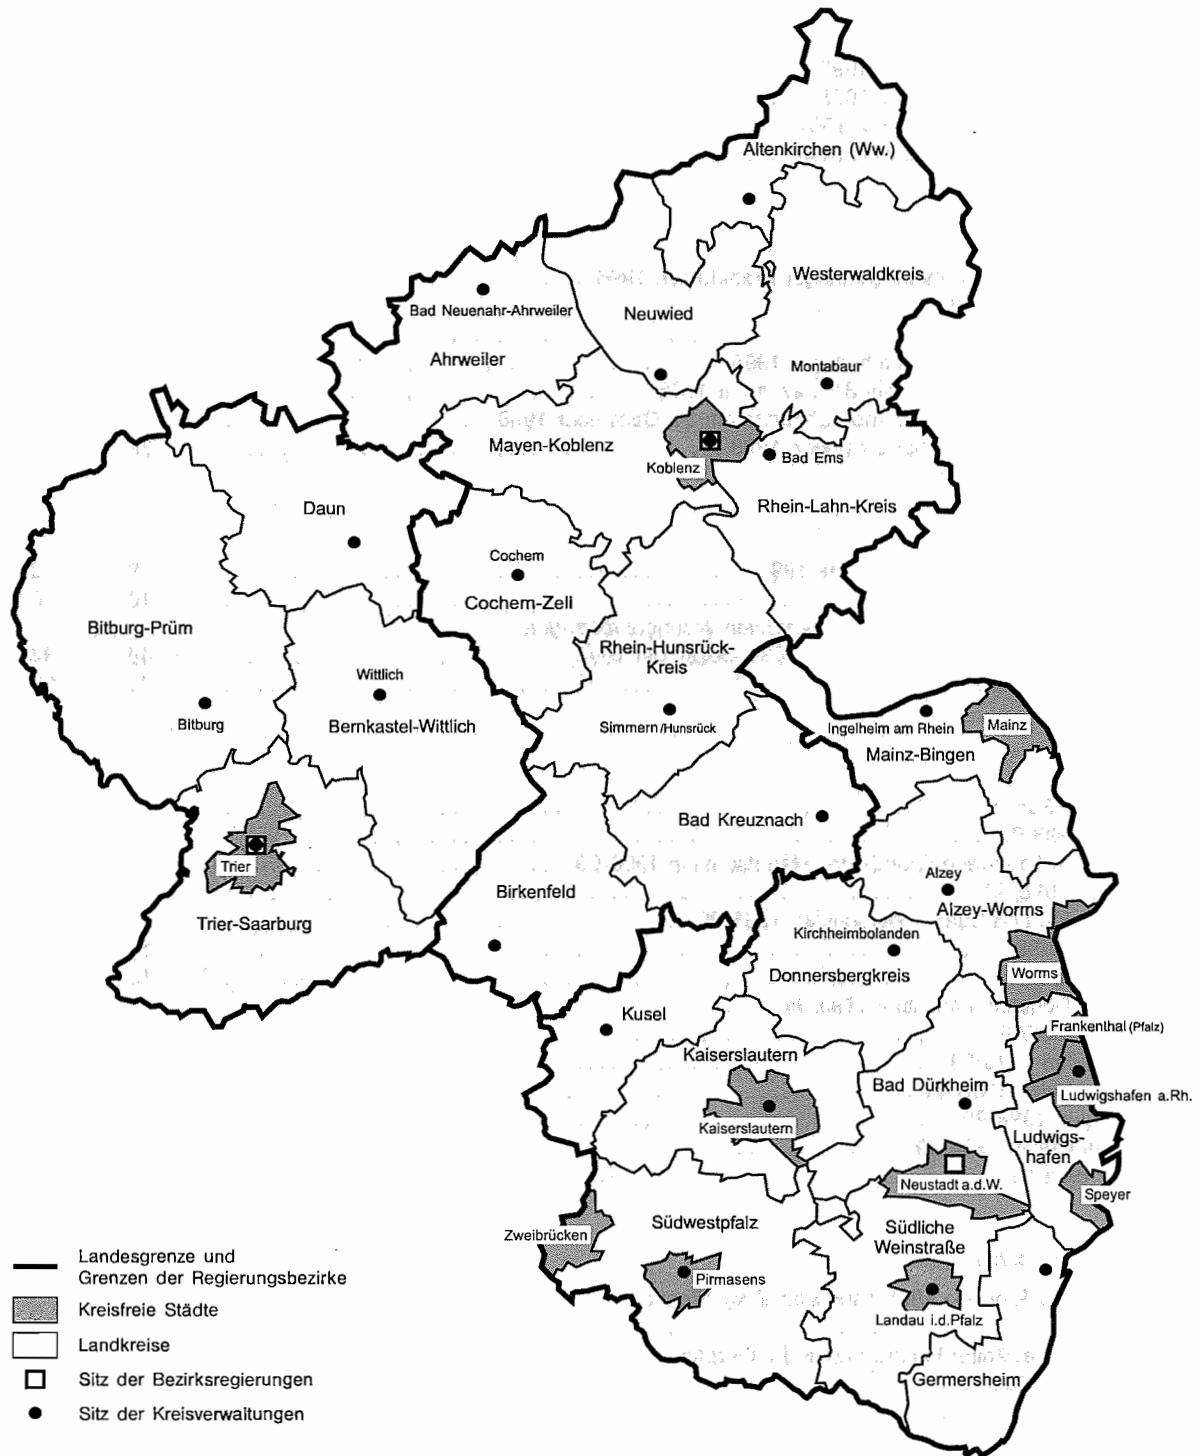 Altenkirchen (Ww.)
Westerwaldkreis
Bad Neuenahr-Ahrweiler
Neuwied
Ahrweiler
Montabaur
Mayen-Koblenz
Koblenz
Bad Ems
Daun
Rhein-Lahn-Kreis
Cochem
Cochem-Zell
Bitburg-Prüm
Rhein-Hunsrück-
Kreis
Wittlich
Bitburg
Bernkastel-Wittlich
Simmern/Hunsrück
Ingelheim am Rhein
Mainz
Mainz-Bingen
Bad Kreuznach
Trier
Alzey
Birkenfeld
Alzey-Worms
Trier-Saarburg
Kirchheimbolanden
Donnersbergkreis
Worms
Kusel
Frankenthal (Pfalz)
Kaiserslautern
Bad Dürkheim
Ludwigshafen a.Rh.
Kaiserslautern
Ludwigs-
hafen
Neustadt a.d.W.
Speyer
Südwestpfalz
Zweibrücken
Südliche
Weinstraße
Pirmasens
Landau i.d.Pfalz
Germersheim
Landesgrenze und
Grenzen der Regierungsbezirke
Kreisfreie Städte
Landkreise
Sitz der Bezirksregierungen
Sitz der Kreisverwaltungen